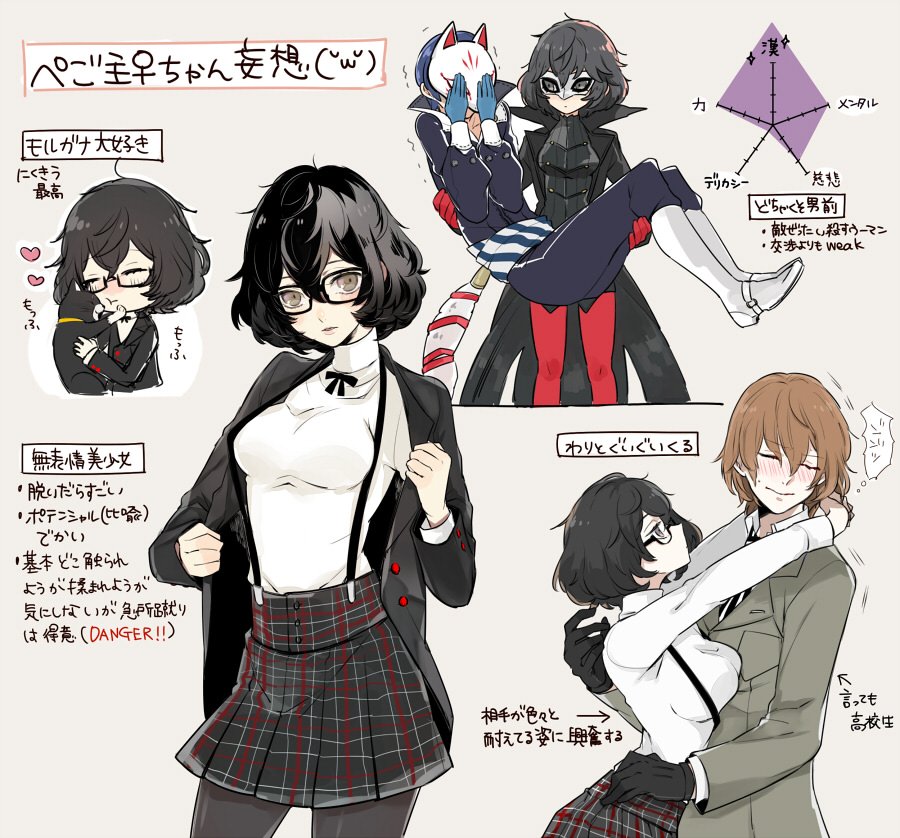 ぺご主♀ちゃん妄想(˘ω˘)
モルガナ大好き
にくきう
最高
もっふ
もっふ
無表情美少女
・脱いだらすごい
・ポテンシャル(比喩)
でかい
・基本どこ触られ
ようが揉まれようが
気にしないが急所蹴り
は得意(DANGER!!)
漢
力
メンタル
デリカシー
慈悲
どちゃくそ男前
・敵ぜったい殺すウーマン
・交渉よりもweak
わりとぐいぐいくる
相手が色々と
耐えてる姿に興奮する
言っても
高校生